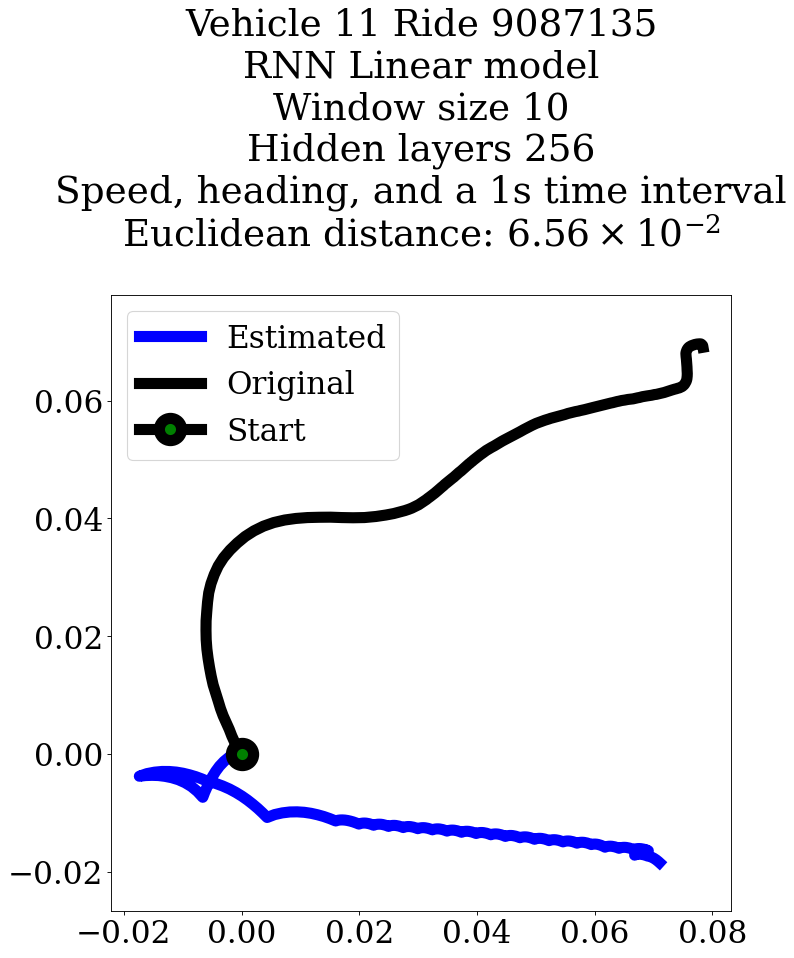 Vehicle 11 Ride 9087135
RNN Linear model
Window size 10
Hidden layers 256
Speed, heading, and a 1s time interval
Euclidean distance: 6.56 × 10⁻²
Estimated
Original
Start
0.06
0.04
0.02
0.00
−0.02
−0.02 0.00 0.02 0.04 0.06 0.08